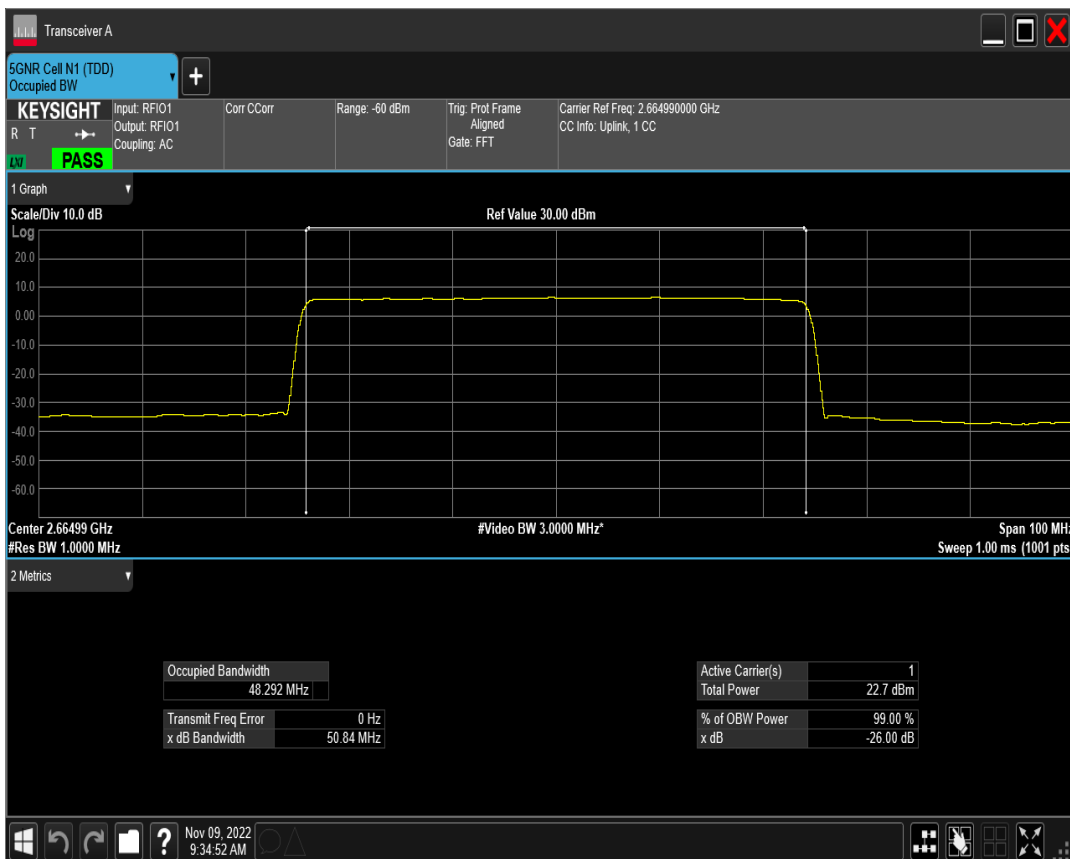 Transceiver A
5GNR Cell N1 (TDD)
Occupied BW
+
KEYSIGHT
R T
LXI
PASS
Input: RFIO1
Output: RFIO1
Coupling: AC
Corr CCorr
Range: -60 dBm
Trig: Prot Frame
Aligned
Gate: FFT
Carrier Ref Freq: 2.664990000 GHz
CC Info: Uplink, 1 CC
1 Graph
Scale/Div 10.0 dB
Ref Value 30.00 dBm
Log
20.0
10.0
0.00
-10.0
-20.0
-30.0
-40.0
-50.0
-60.0
Center 2.66499 GHz
#Video BW 3.0000 MHz*
Span 100 MHz
#Res BW 1.0000 MHz
Sweep 1.00 ms (1001 pts
2 Metrics
Occupied Bandwidth
48.292 MHz
Transmit Freq Error 0 Hz
x dB Bandwidth 50.84 MHz
Active Carrier(s) 1
Total Power 22.7 dBm
% of OBW Power 99.00 %
x dB -26.00 dB
?
Nov 09, 2022
9:34:52 AM